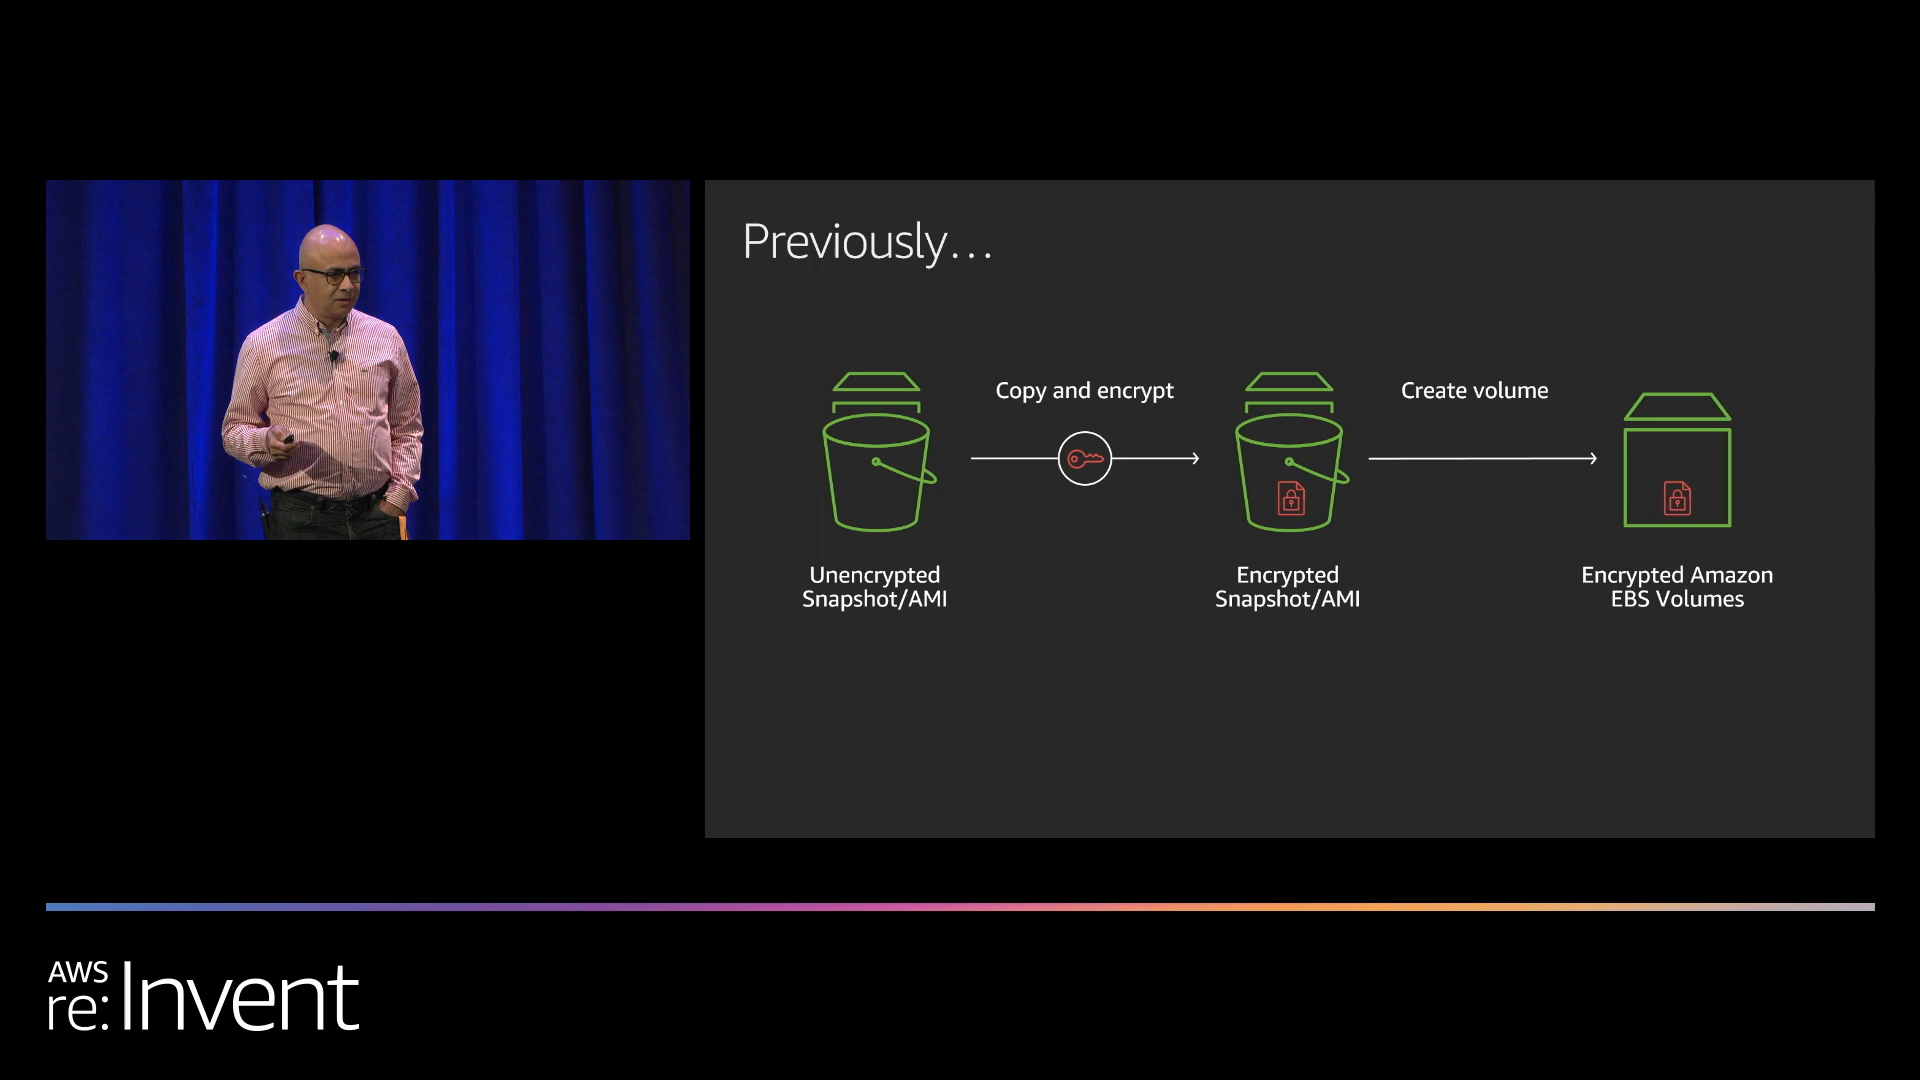 Previously...
Copy and encrypt
Create volume
Unencrypted
Snapshot/AMI
Encrypted
Snapshot/AMI
Encrypted Amazon
EBS Volumes
AWS
re:Invent